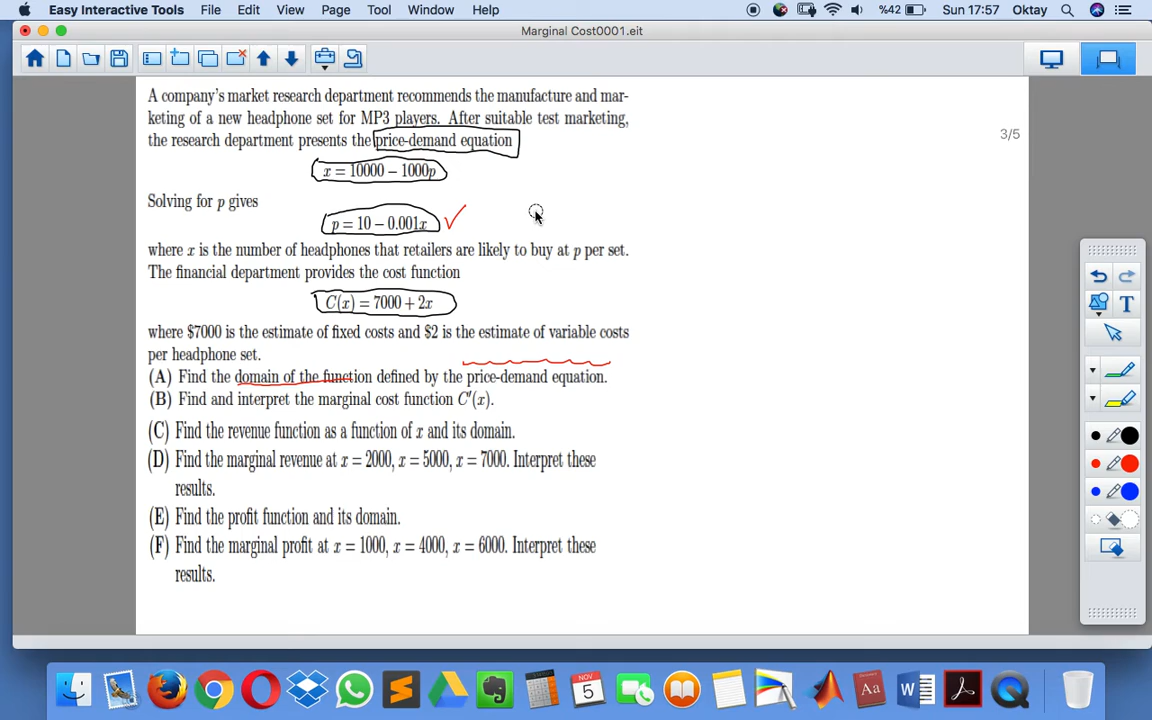 Easy Interactive Tools File Edit View Page Tool Window Help %42 Sun 17:57 Oktay
Marginal Cost0001.eit
A company's market research department recommends the manufacture and mar-
keting of a new headphone set for MP3 players. After suitable test marketing,
the research department presents the price-demand equation
x = 10000 − 1000p
Solving for p gives
p = 10 − 0.001x
where x is the number of headphones that retailers are likely to buy at p per set.
The financial department provides the cost function
C(x) = 7000 + 2x
where $7000 is the estimate of fixed costs and $2 is the estimate of variable costs
per headphone set.
(A) Find the domain of the function defined by the price-demand equation.
(B) Find and interpret the marginal cost function C′(x).
(C) Find the revenue function as a function of x and its domain.
(D) Find the marginal revenue at x = 2000, x = 5000, x = 7000. Interpret these
results.
(E) Find the profit function and its domain.
(F) Find the marginal profit at x = 1000, x = 4000, x = 6000. Interpret these
results.
3/5
T
NOV
5
Aa
W